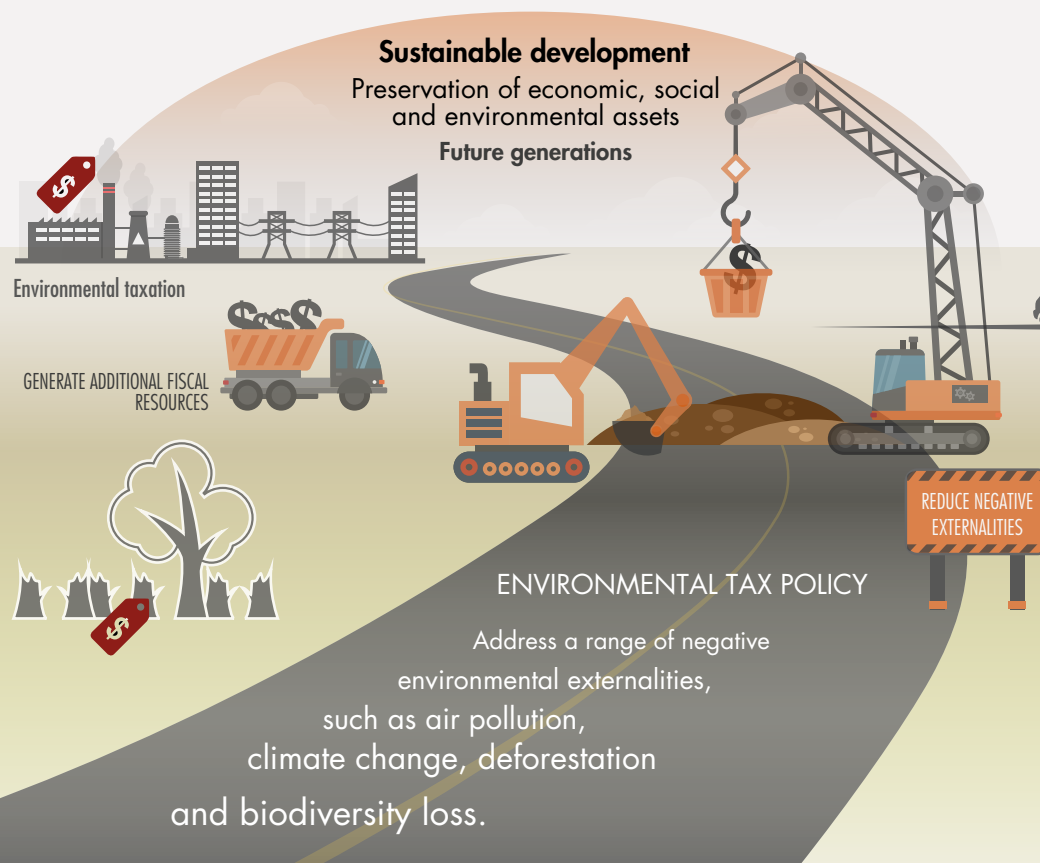 Sustainable development
Preservation of economic, social
and environmental assets
Future generations
$
Environmental taxation
$$$$
GENERATE ADDITIONAL FISCAL
RESOURCES
$
REDUCE NEGATIVE
EXTERNALITIES
$
ENVIRONMENTAL TAX POLICY
Address a range of negative
environmental externalities,
such as air pollution,
climate change, deforestation
and biodiversity loss.